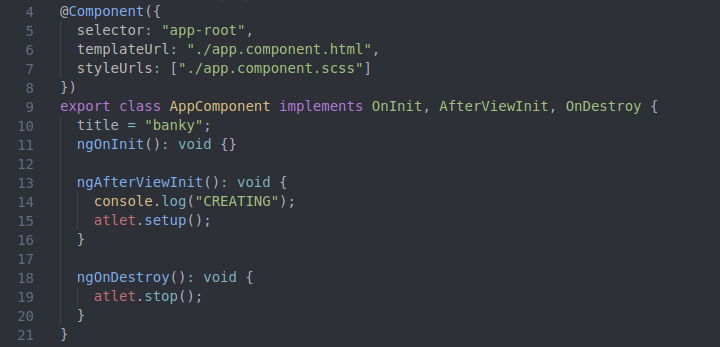 4 @Component({
5   selector: "app-root",
6   templateUrl: "./app.component.html",
7   styleUrls: ["./app.component.scss"]
8 })
9 export class AppComponent implements OnInit, AfterViewInit, OnDestroy {
10   title = "banky";
11   ngOnInit(): void {}
12
13   ngAfterViewInit(): void {
14     console.log("CREATING");
15     atlet.setup();
16   }
17
18   ngOnDestroy(): void {
19     atlet.stop();
20   }
21 }